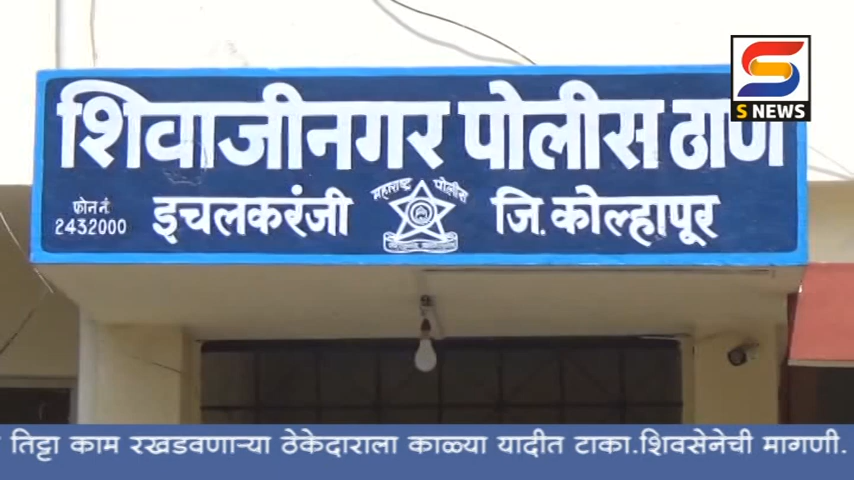 S NEWS
शिवाजीनगर पोलीस ठाणे
फोन नं.
2432000
इचलकरंजी
महाराष्ट्र पोलीस
जि. कोल्हापूर
तिट्टा काम रखडवणाऱ्या ठेकेदाराला काळ्या यादीत टाका.शिवसेनेची मागणी.